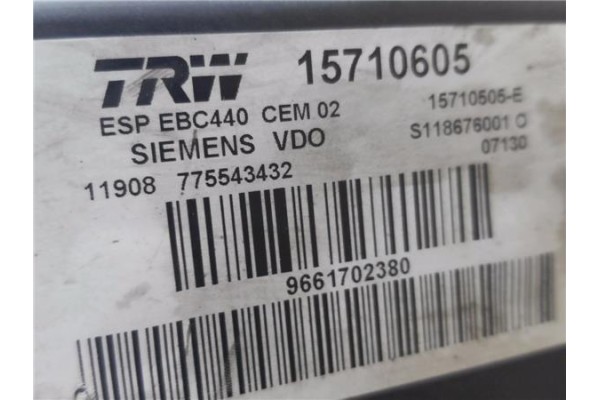 TRW 15710605
ESP EBC440 CEM 02 15710505-E
SIEMENS VDO S118676001 O
07130
11908 775543432
9661702380